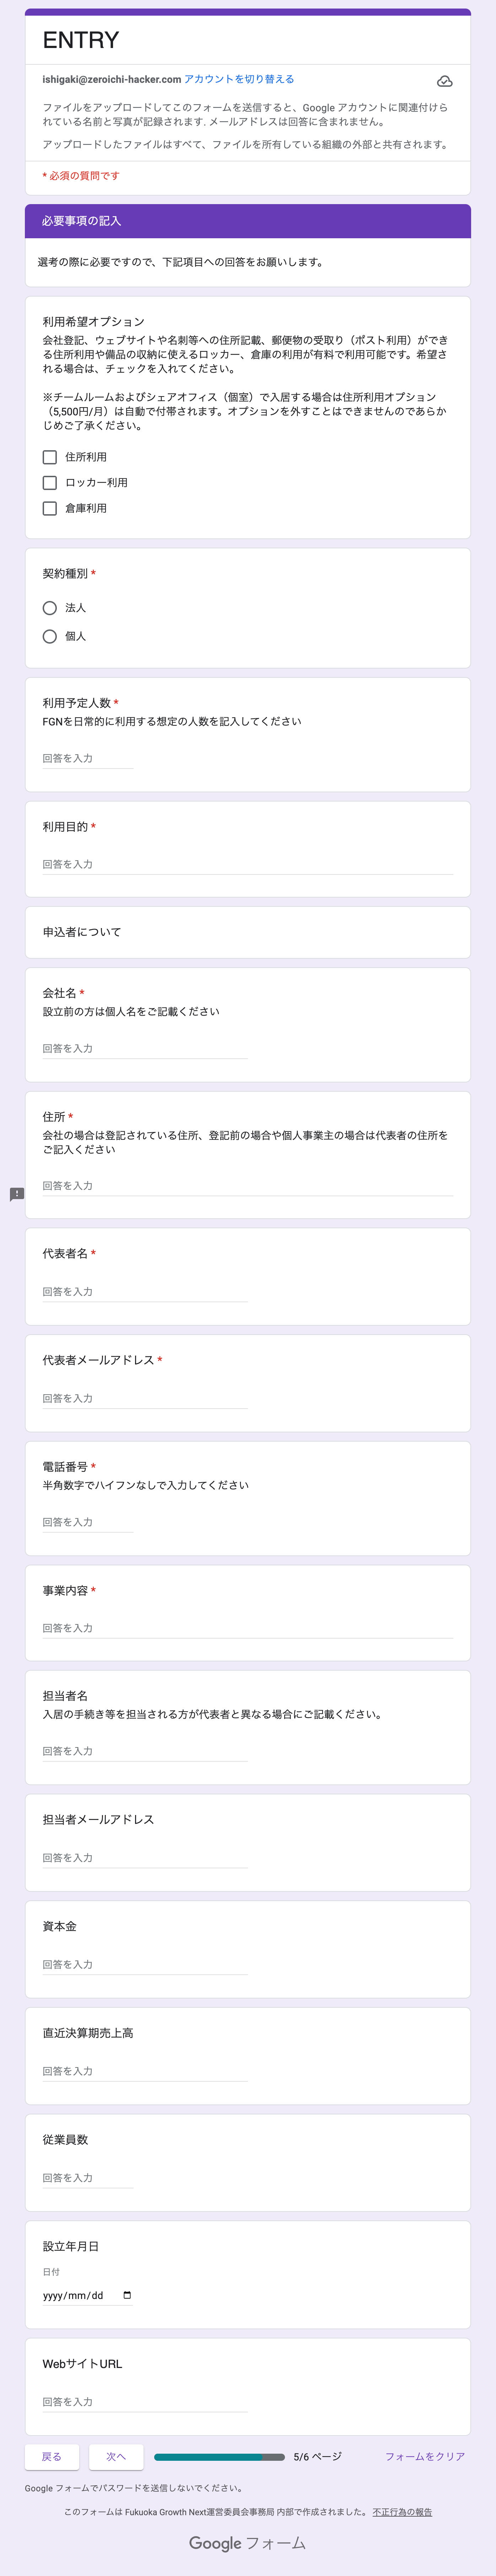 ENTRY
ishigaki@zeroichi-hacker.com アカウントを切り替える
ファイルをアップロードしてこのフォームを送信すると、Google アカウントに関連付けら
れている名前と写真が記録されます. メールアドレスは回答に含まれません。
アップロードしたファイルはすべて、ファイルを所有している組織の外部と共有されます。
* 必須の質問です
必要事項の記入
選考の際に必要ですので、下記項目への回答をお願いします。
利用希望オプション
会社登記、ウェブサイトや名刺等への住所記載、郵便物の受取り（ポスト利用）ができ
る住所利用や備品の収納に使えるロッカー、倉庫の利用が有料で利用可能です。希望さ
れる場合は、チェックを入れてください。
※チームルームおよびシェアオフィス（個室）で入居する場合は住所利用オプション
（5,500円/月）は自動で付帯されます。オプションを外すことはできませんのであらか
じめご了承ください。
住所利用
ロッカー利用
倉庫利用
契約種別 *
法人
個人
利用予定人数 *
FGNを日常的に利用する想定の人数を記入してください
回答を入力
利用目的 *
回答を入力
申込者について
会社名 *
設立前の方は個人名をご記載ください
回答を入力
住所 *
会社の場合は登記されている住所、登記前の場合や個人事業主の場合は代表者の住所を
ご記入ください
回答を入力
代表者名 *
回答を入力
代表者メールアドレス *
回答を入力
電話番号 *
半角数字でハイフンなしで入力してください
回答を入力
事業内容 *
回答を入力
担当者名
入居の手続き等を担当される方が代表者と異なる場合にご記載ください。
回答を入力
担当者メールアドレス
回答を入力
資本金
回答を入力
直近決算期売上高
回答を入力
従業員数
回答を入力
設立年月日
日付
yyyy/mm/dd
WebサイトURL
回答を入力
戻る 次へ 5/6 ページ フォームをクリア
Google フォームでパスワードを送信しないでください。
このフォームは Fukuoka Growth Next運営委員会事務局 内部で作成されました。 不正行為の報告
Google フォーム